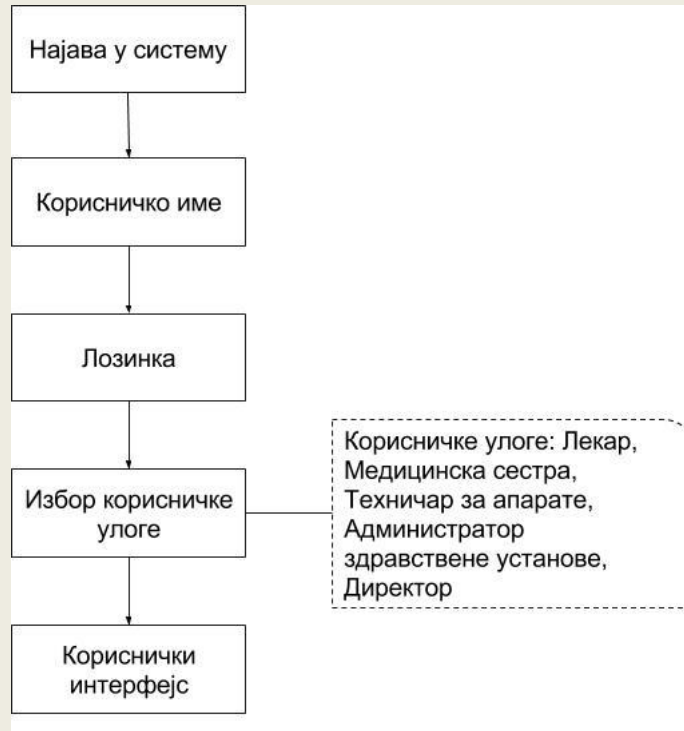 Најава у систему
Корисничко име
Лозинка
Избор корисничке
улоге
Корисничке улоге: Лекар,
Медицинска сестра,
Техничар за апарате,
Администратор
здравствене установе,
Директор
Кориснички
интерфејс